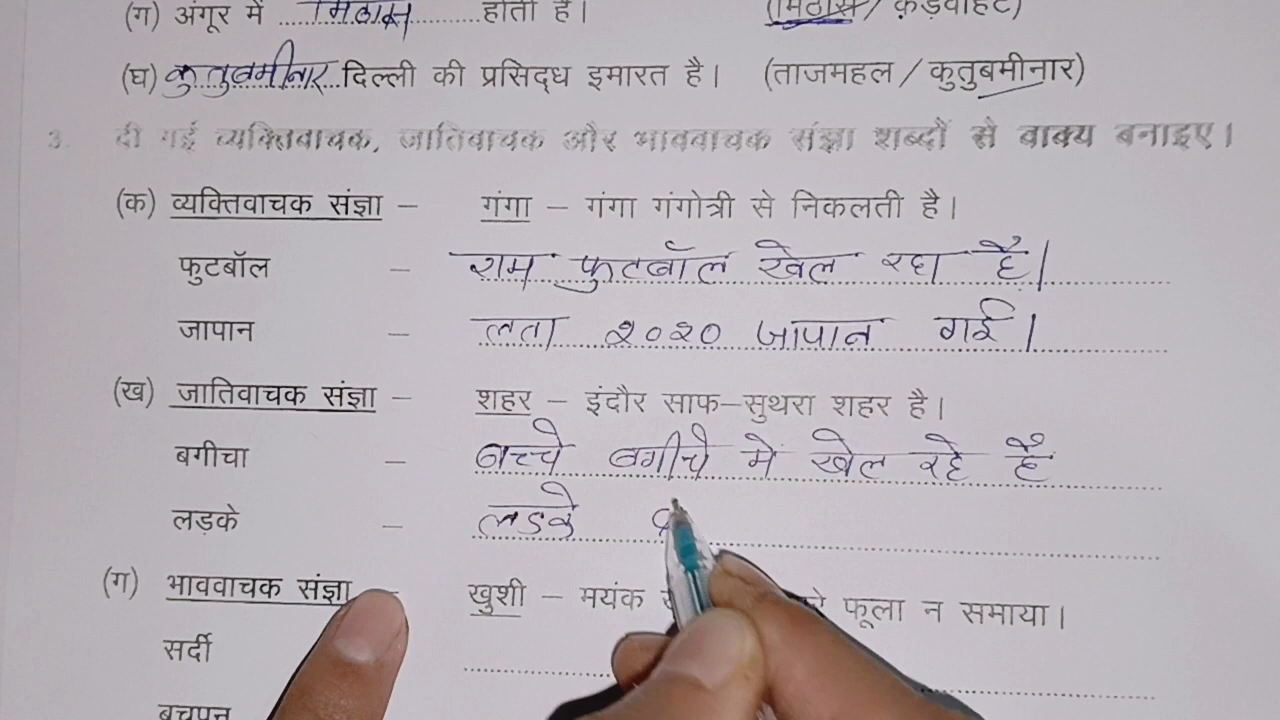 (ग) अंगूर में मिठास होती है। (मिठास / कड़वाहट)
(घ) कुतुबमीनार दिल्ली की प्रसिद्ध इमारत है। (ताजमहल / कुतुबमीनार)
3. दी गई व्यक्तिवाचक, जातिवाचक और भाववाचक संज्ञा शब्दों से वाक्य बनाइए।
(क) व्यक्तिवाचक संज्ञा – गंगा – गंगा गंगोत्री से निकलती है।
फुटबॉल – राम फुटबॉल खेल रहा है।
जापान – लता २०२० जापान गई।
(ख) जातिवाचक संज्ञा – शहर – इंदौर साफ–सुथरा शहर है।
बगीचा – बच्चे बगीचे में खेल रहे है
लड़के – लडके
(ग) भाववाचक संज्ञा – खुशी – मयंक फूला न समाया।
सर्दी
बचपन